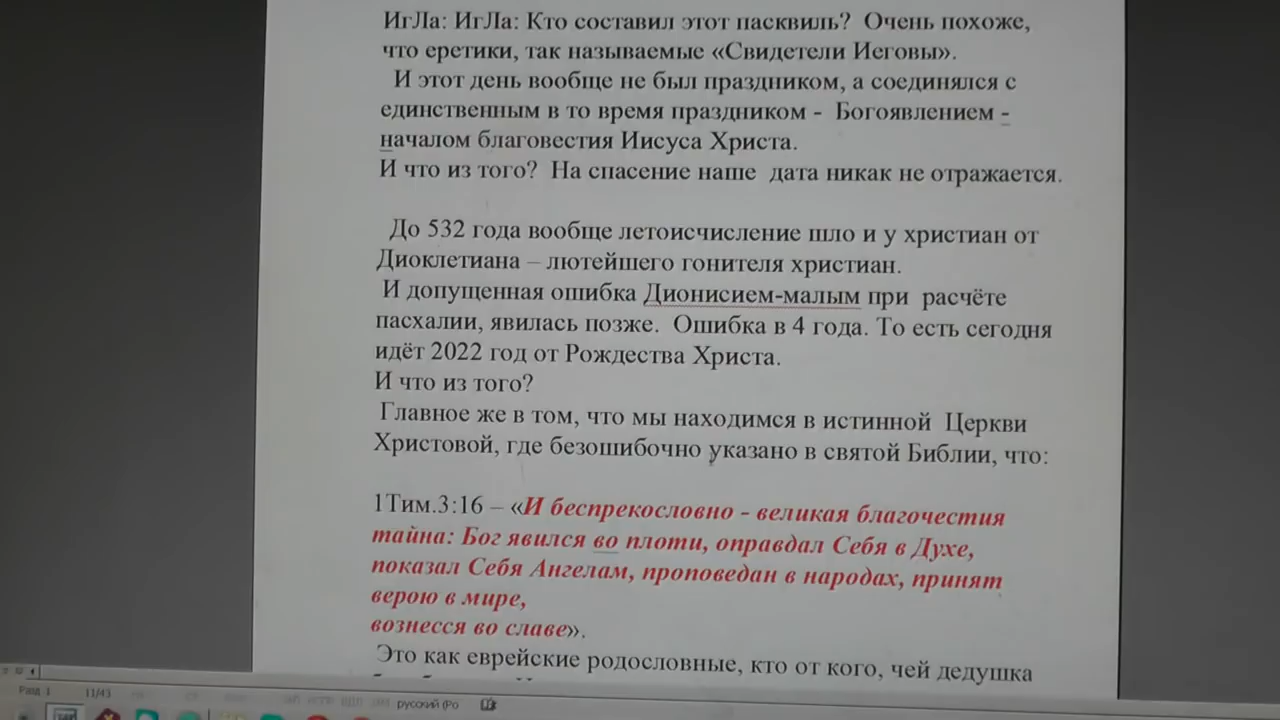 ИгЛа: ИгЛа: Кто составил этот пасквиль? Очень похоже,
что еретики, так называемые «Свидетели Иеговы».
И этот день вообще не был праздником, а соединялся с
единственным в то время праздником - Богоявлением -
началом благовестия Иисуса Христа.
И что из того? На спасение наше дата никак не отражается.
До 532 года вообще летоисчисление шло и у христиан от
Диоклетиана – лютейшего гонителя христиан.
И допущенная ошибка Дионисием-малым при расчёте
пасхалии, явилась позже. Ошибка в 4 года. То есть сегодня
идёт 2022 год от Рождества Христа.
И что из того?
Главное же в том, что мы находимся в истинной Церкви
Христовой, где безошибочно указано в святой Библии, что:
1Тим.3:16 – «И беспрекословно - великая благочестия
тайна: Бог явился во плоти, оправдал Себя в Духе,
показал Себя Ангелам, проповедан в народах, принят
верою в мире,
вознесся во славе».
Это как еврейские родословные, кто от кого, чей дедушка
Разд 1 11/43 русский (Ро